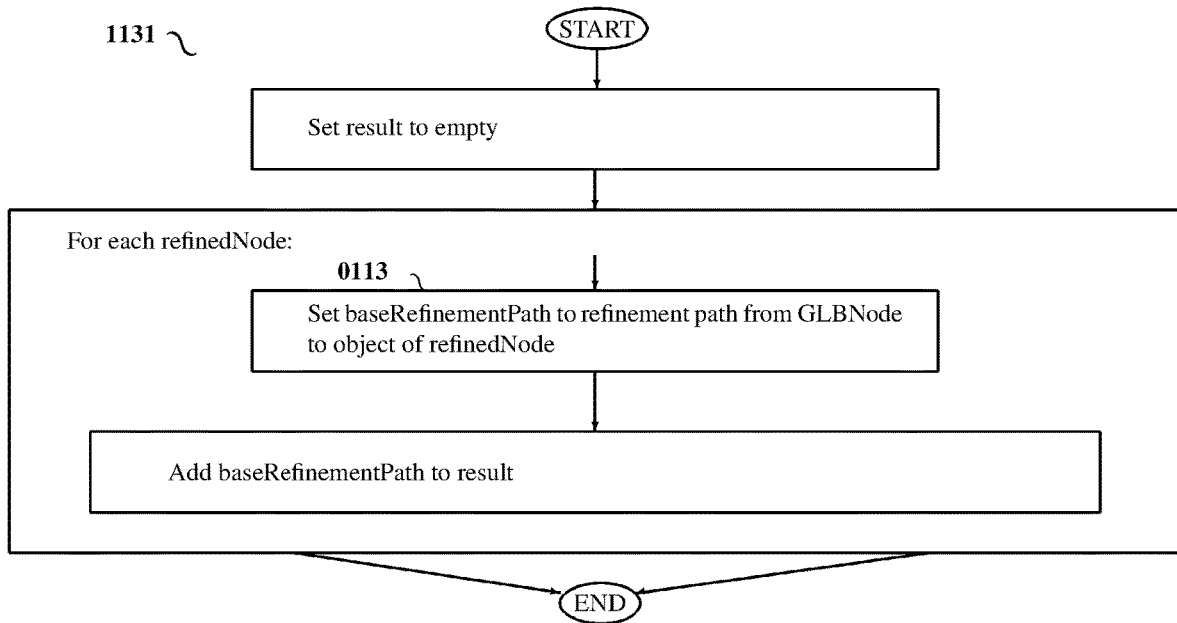 1131
START
Set result to empty
For each refinedNode:
0113
Set baseRefinementPath to refinement path from GLBNode
to object of refinedNode
Add baseRefinementPath to result
END